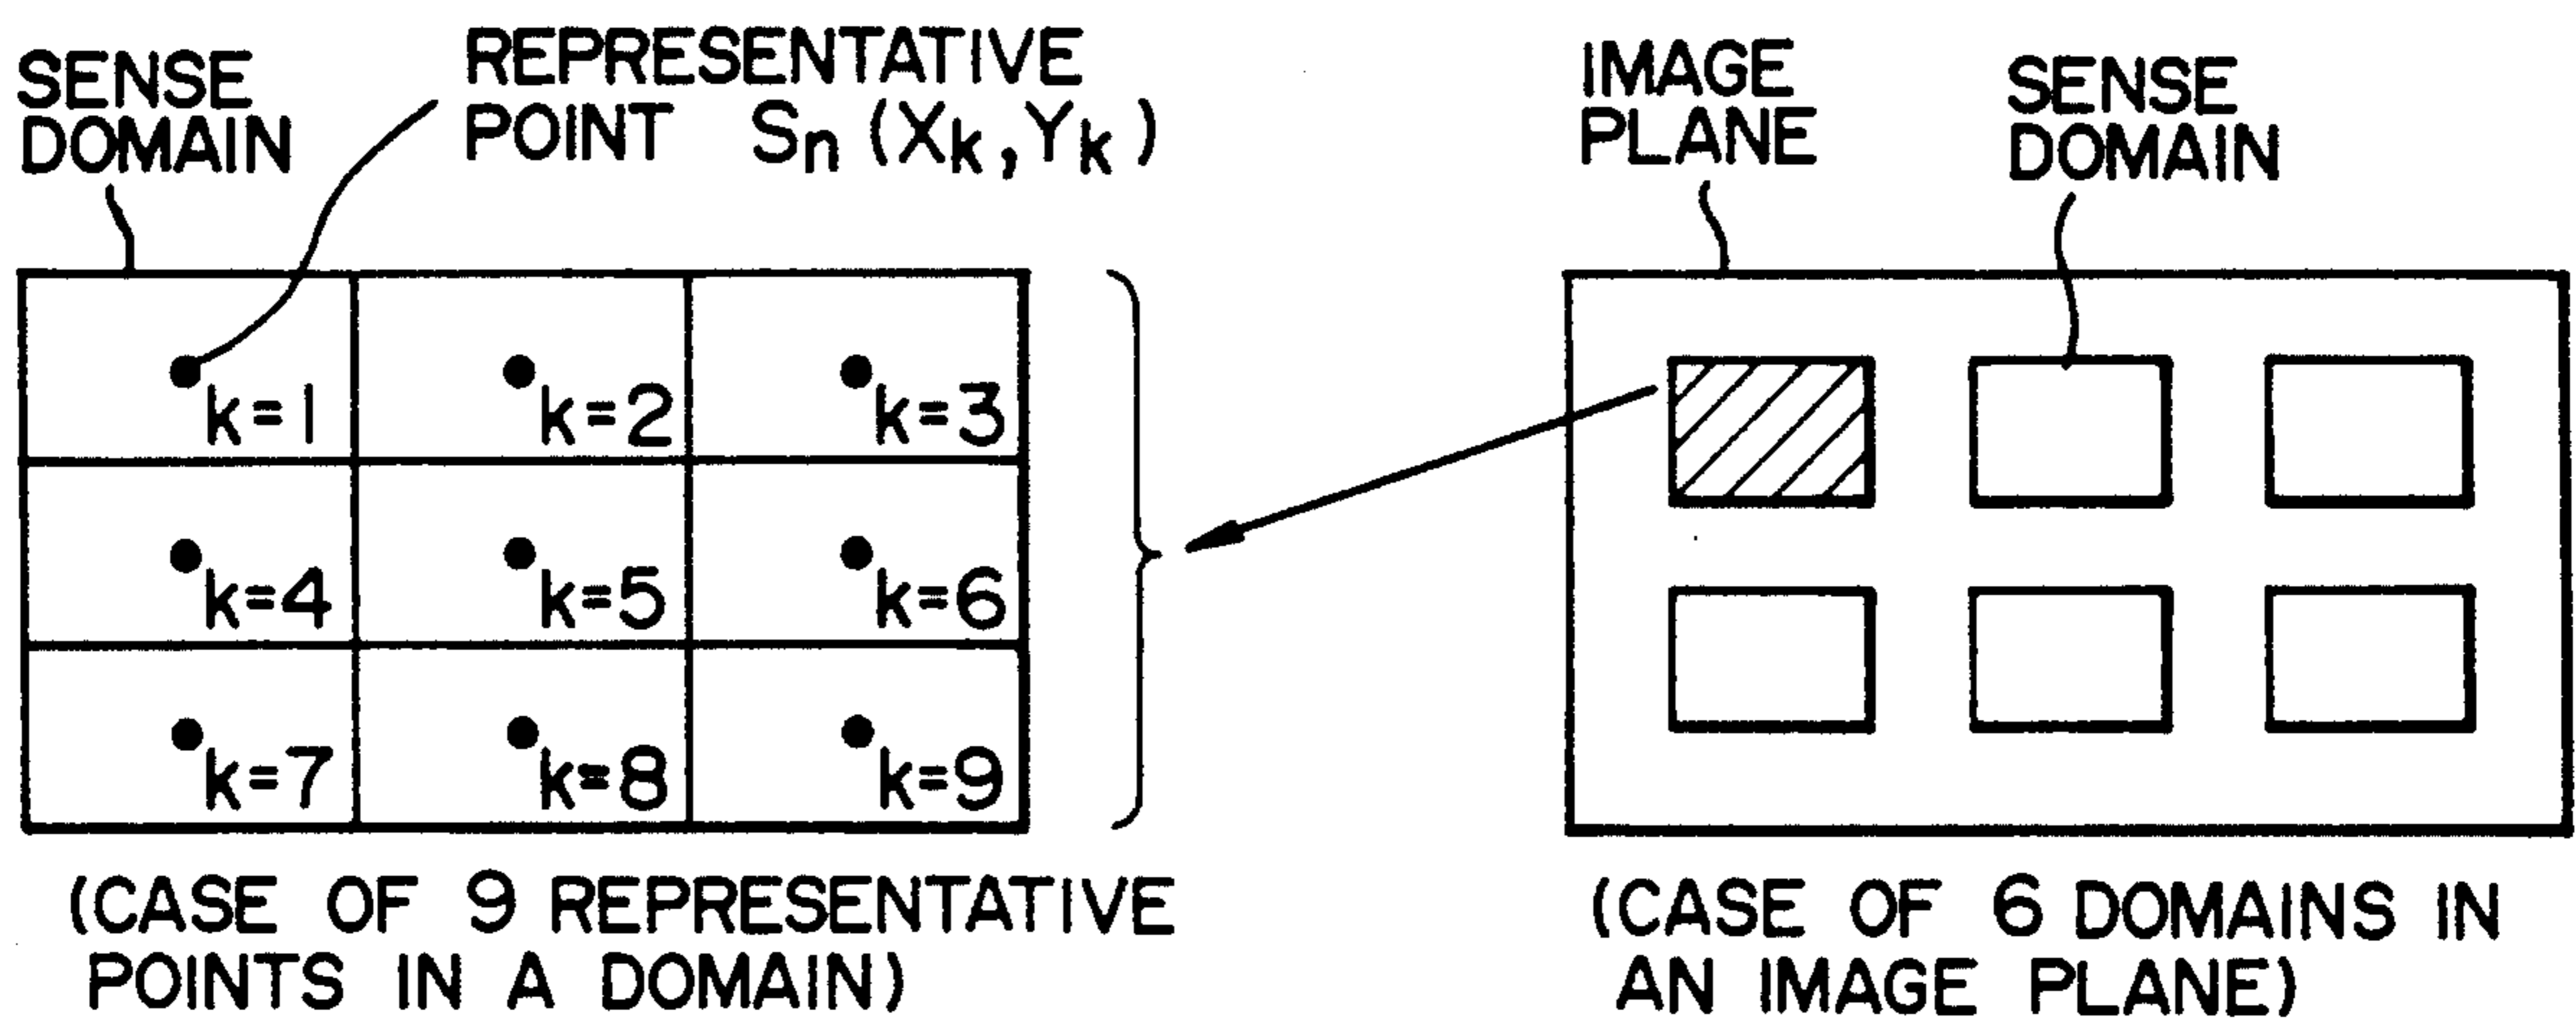 SENSE
DOMAIN
REPRESENTATIVE
POINT Sn (Xk, Yk)
IMAGE
PLANE
SENSE
DOMAIN
k=1
k=2
k=3
k=4
k=5
k=6
k=7
k=8
k=9
(CASE OF 9 REPRESENTATIVE
POINTS IN A DOMAIN)
(CASE OF 6 DOMAINS IN
AN IMAGE PLANE)